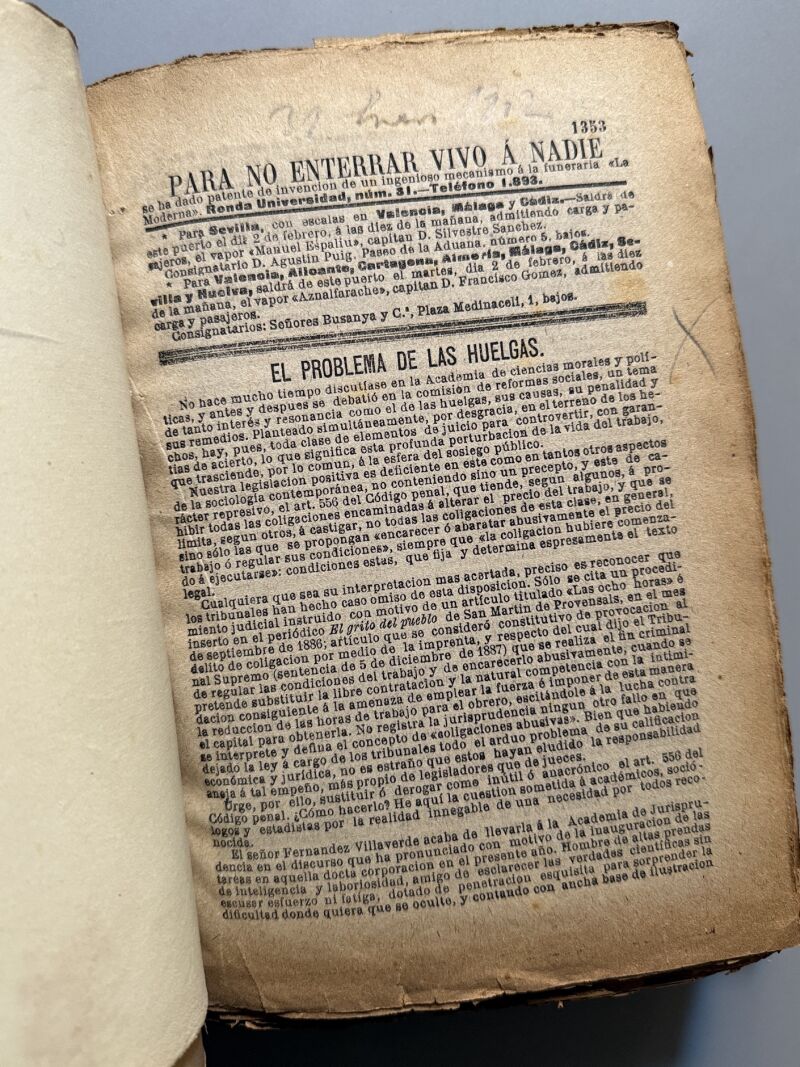 1353
PARA NO ENTERRAR VIVO Á NADIE
se ha dado patente de invencion de un ingenioso mecanismo á la funeraria «La
Moderna». Ronda Universidad, núm. 31.—Teléfono 1.893.
* Para Sevilla, con escalas en Valencia, Málaga y Cádiz.—Saldrá de
este puerto el dia 2 de febrero, á las diez de la mañana, admitiendo carga y pa-
sajeros, el vapor «Manuel Espaliu», capitan D. Silvestre Sanchez.
Consignatario D. Agustin Puig. Paseo de la Aduana, número 5, bajos.
* Para Valencia, Alicante, Cartagena, Almería, Málaga, Cádiz, Se-
villa y Huelva, saldrá de este puerto el martes, dia 2 de febrero, á las diez
de la mañana, el vapor «Aznalfarache», capitan D. Francisco Gomez, admitiendo
carga y pasajeros.
Consignatarios: Señores Busanya y C.ª, Plaza Medinaceli, 1, bajos.
EL PROBLEMA DE LAS HUELGAS.
No hace mucho tiempo discutíase en la Academia de ciencias morales y polí-
ticas, y antes y despues se debatió en la comision de reformas sociales, un tema
de tanto interés y resonancia como el de las huelgas, sus causas, su penalidad y
sus remedios. Planteado simultáneamente, por desgracia, en el terreno de los he-
chos, hay, pues, toda clase de elementos de juicio para controvertir, con garan-
tias de acierto, lo que significa esta profunda perturbacion de la vida del trabajo,
que trasciende, por lo comun, á la esfera del sosiego público.
Nuestra legislacion positiva es deficiente en este como en tantos otros aspectos
de la sociologia contemporánea, no conteniendo sino un precepto, y este de ca-
rácter represivo, el art. 556 del Código penal, que tiende, segun algunos, á pro-
hibir todas las coligaciones encaminadas á alterar el precio del trabajo, y que se
limita, segun otros, á castigar, no todas las coligaciones de esta clase, en general,
sino sólo las que se propongan «encarecer ó abaratar abusivamente el precio del
trabajo ó regular sus condiciones», siempre que «la coligacion hubiere comenza-
do á ejecutarse»: condiciones estas, que fija y determina espresamente el texto
legal.
Cualquiera que sea su interpretacion mas acertada, preciso es reconocer que
los tribunales han hecho caso omiso de esta disposicion. Sólo se cita un procedi-
miento judicial instruido con motivo de un artículo titulado «Las ocho horas» é
inserto en el periódico El grito del pueblo de San Martin de Provensals, en el mes
de septiembre de 1886; artículo que se consideró constitutivo de provocacion al
delito de coligacion por medio de la imprenta, y respecto del cual dijo el Tribu-
nal Supremo (sentencia de 5 de diciembre de 1887) que se realiza el fin criminal
de regular las condiciones del trabajo y de encarecerlo abusivamente, cuando se
pretende substituir la libre contratacion y la natural competencia con la intimi-
dacion consiguiente á la amenaza de emplear la fuerza é imponer de esta manera
la reduccion de las horas de trabajo para el obrero, escitándole á la lucha contra
el capital para obtenerla. No registra la jurisprudencia ningun otro fallo en que
se interprete y defina el concepto de «coligaciones abusivas». Bien que habiendo
dejado la ley á cargo de los tribunales todo el arduo problema de su calificacion
económica y jurídica, no es estraño que estos hayan eludido la responsabilidad
aneja á tal empeño, más propio de legisladores que de jueces.
Urge, por ello, sustituir ó derogar como inútil ó anacrónico el art. 556 del
Código penal. ¿Cómo hacerlo? He aquí la cuestion sometida á académicos, soció-
logos y estadistas por la realidad innegable de una necesidad por todos reco-
nocida.
El señor Fernandez Villaverde acaba de llevarla á la Academia de Jurispru-
dencia en el discurso que ha pronunciado con motivo de la inauguracion de las
tareas en aquella docta corporacion en el presente año. Hombre de altas prendas
de inteligencia y laboriosidad, amigo de esclarecer las verdades científicas sin
escusar esfuerzo ni fatiga, dotado de penetracion esquisita para sorprender la
dificultad donde quiera que se oculte, y contando con ancha base de ilustracion